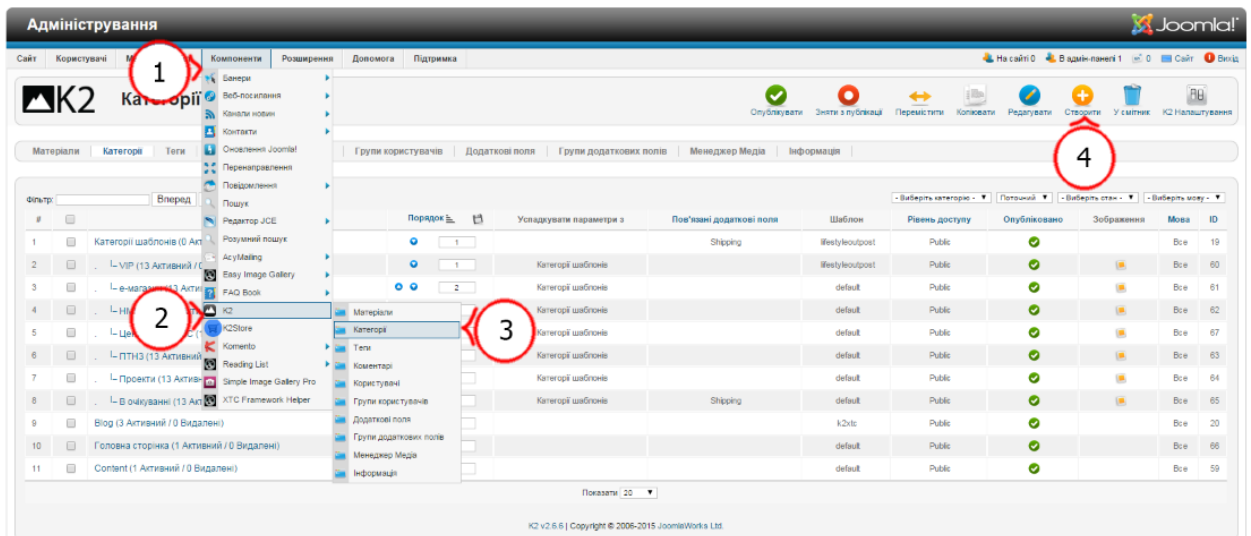 Адміністрування
Joomla!
Сайт Користувачі Компоненти Розширення Допомога Підтримка На сайті 0 В адмін-панелі 1 0 Сайт Вихід
1
K2
Опублікувати Зняти з публікації Перемістити Копіювати Редагувати Створити У смітник K2 Налаштування
Матеріали Категорії Теги Групи користувачів Додаткові поля Групи додаткових полів Менеджер Медіа Інформація
4
Фільтр: Вперед - Виберіть категорію - Поточний - Виберіть стан - - Виберіть мову -
# Порядок Успадкувати параметри з Пов'язані додаткові поля Шаблон Рівень доступу Опубліковано Зображення Мова ID
1 Категорії шаблонів (0 1 Shipping lifestyleoutpost Public Все 19
2 . VIP (13 Активний / 1 Категорії шаблонів lifestyleoutpost Public Все 60
3 . 2 Категорії шаблонів default Public Все 61
4 . Категорії шаблонів default Public Все 62
5 . Категорії шаблонів default Public Все 67
6 . ПТНЗ (13 Категорії шаблонів default Public Все 63
7 . Проекти (13 Категорії шаблонів default Public Все 64
8 . В очікуванні (13 Категорії шаблонів Shipping default Public Все 65
9 Blog (3 Активний / 0 Видалені) k2xtc Public Все 20
10 Головна сторінка (1 Активний / 0 Видалені) default Public Все 66
11 Content (1 Активний / 0 Видалені) default Public Все 59
Показати 20
K2 v2.6.6 | Copyright © 2006-2015 JoomlaWorks Ltd.
Банери
Веб-посилання
Канали новин
Контакти
Оновлення Joomla!
Перенаправлення
Повідомлення
Пошук
Редактор JCE
Розумний пошук
AcyMailing
Easy Image Gallery
FAQ Book
2
K2
K2Store
Komento
Reading List
Simple Image Gallery Pro
XTC Framework Helper
Матеріали
Категорії
3
Теги
Коментарі
Користувачі
Групи користувачів
Додаткові поля
Групи додаткових полів
Менеджер Медіа
Інформація